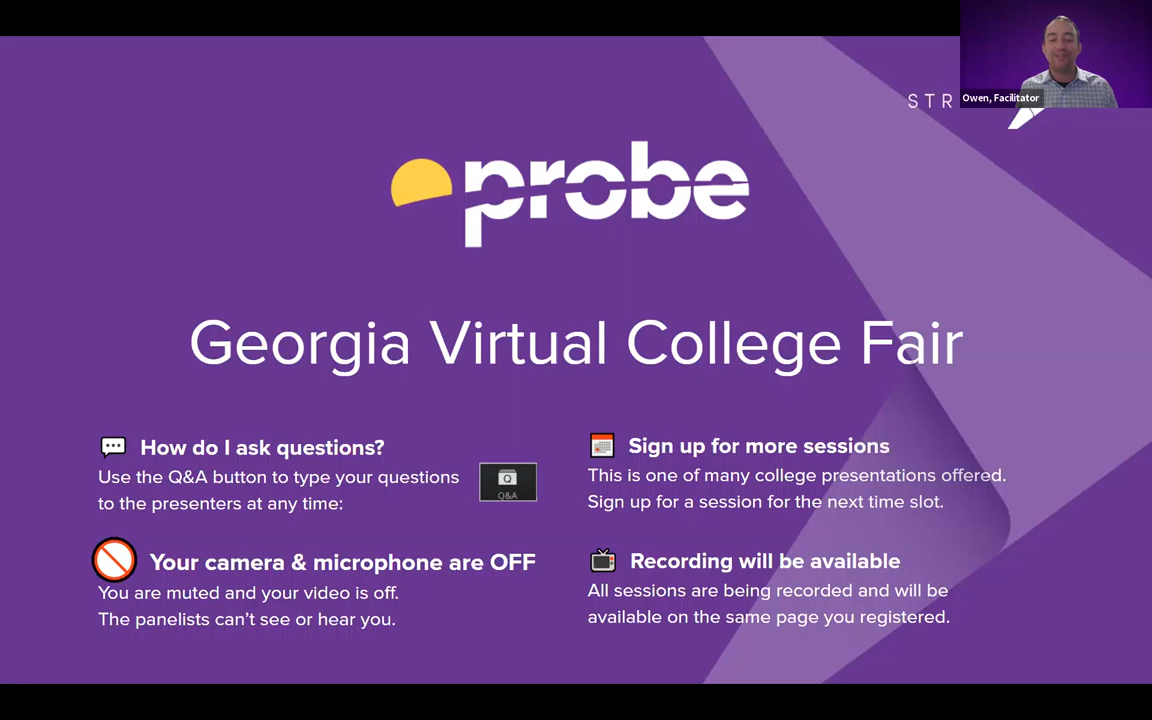 STR
Owen, Facilitator
probe
Georgia Virtual College Fair
How do I ask questions?
Use the Q&A button to type your questions
to the presenters at any time:
Q
Q&A
Sign up for more sessions
This is one of many college presentations offered.
Sign up for a session for the next time slot.
Your camera & microphone are OFF
You are muted and your video is off.
The panelists can’t see or hear you.
Recording will be available
All sessions are being recorded and will be
available on the same page you registered.